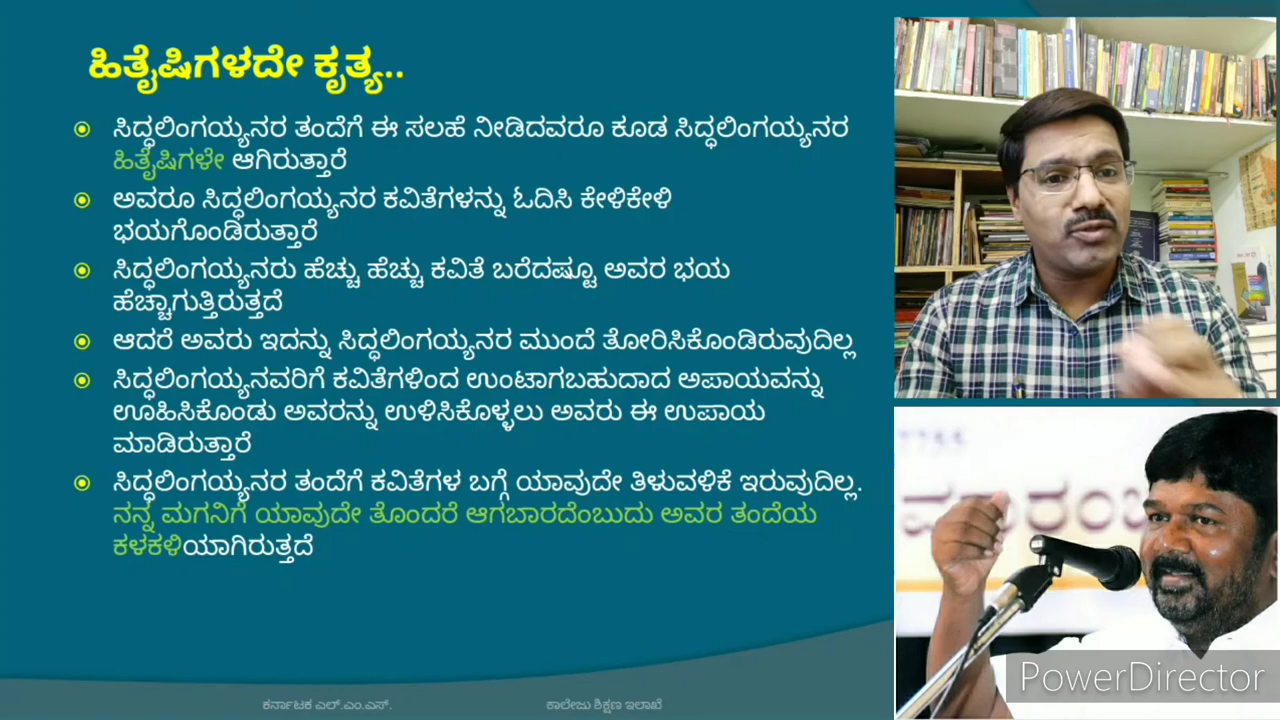 ಹಿತೈಷಿಗಳದೇ ಕೃತ್ಯ..
ಸಿದ್ಧಲಿಂಗಯ್ಯನರ ತಂದೆಗೆ ಈ ಸಲಹೆ ನೀಡಿದವರೂ ಕೂಡ ಸಿದ್ಧಲಿಂಗಯ್ಯನರ
ಹಿತೈಷಿಗಳೇ ಆಗಿರುತ್ತಾರೆ
ಅವರೂ ಸಿದ್ಧಲಿಂಗಯ್ಯನರ ಕವಿತೆಗಳನ್ನು ಓದಿಸಿ ಕೇಳಿಕೇಳಿ
ಭಯಗೊಂಡಿರುತ್ತಾರೆ
ಸಿದ್ಧಲಿಂಗಯ್ಯನರು ಹೆಚ್ಚು ಹೆಚ್ಚು ಕವಿತೆ ಬರೆದಷ್ಟೂ ಅವರ ಭಯ
ಹೆಚ್ಚಾಗುತ್ತಿರುತ್ತದೆ
ಆದರೆ ಅವರು ಇದನ್ನು ಸಿದ್ಧಲಿಂಗಯ್ಯನರ ಮುಂದೆ ತೋರಿಸಿಕೊಂಡಿರುವುದಿಲ್ಲ
ಸಿದ್ಧಲಿಂಗಯ್ಯನವರಿಗೆ ಕವಿತೆಗಳಿಂದ ಉಂಟಾಗಬಹುದಾದ ಅಪಾಯವನ್ನು
ಊಹಿಸಿಕೊಂಡು ಅವರನ್ನು ಉಳಿಸಿಕೊಳ್ಳಲು ಅವರು ಈ ಉಪಾಯ
ಮಾಡಿರುತ್ತಾರೆ
ಸಿದ್ಧಲಿಂಗಯ್ಯನರ ತಂದೆಗೆ ಕವಿತೆಗಳ ಬಗ್ಗೆ ಯಾವುದೇ ತಿಳುವಳಿಕೆ ಇರುವುದಿಲ್ಲ.
ನನ್ನ ಮಗನಿಗೆ ಯಾವುದೇ ತೊಂದರೆ ಆಗಬಾರದೆಂಬುದು ಅವರ ತಂದೆಯ
ಕಳಕಳಿಯಾಗಿರುತ್ತದೆ
ಕರ್ನಾಟಕ ಎಲ್.ಎಂ.ಎಸ್.
ಕಾಲೇಜು ಶಿಕ್ಷಣ ಇಲಾಖೆ
PowerDirector